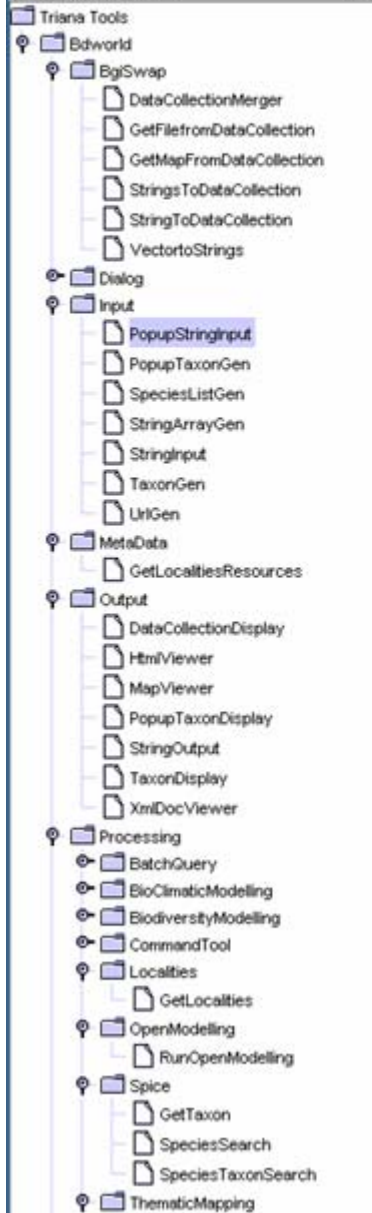 Triana Tools
Bdworld
BgiSwap
DataCollectionMerger
GetFilefromDataCollection
GetMapFromDataCollection
StringsToDataCollection
StringToDataCollection
VectortoStrings
Dialog
Input
PopupStringInput
PopupTaxonGen
SpeciesListGen
StringArrayGen
StringInput
TaxonGen
UrlGen
MetaData
GetLocalitiesResources
Output
DataCollectionDisplay
HtmlViewer
MapViewer
PopupTaxonDisplay
StringOutput
TaxonDisplay
XmlDocViewer
Processing
BatchQuery
BioClimaticModelling
BiodiversityModelling
CommandTool
Localities
GetLocalities
OpenModelling
RunOpenModelling
Spice
GetTaxon
SpeciesSearch
SpeciesTaxonSearch
ThematicMapping